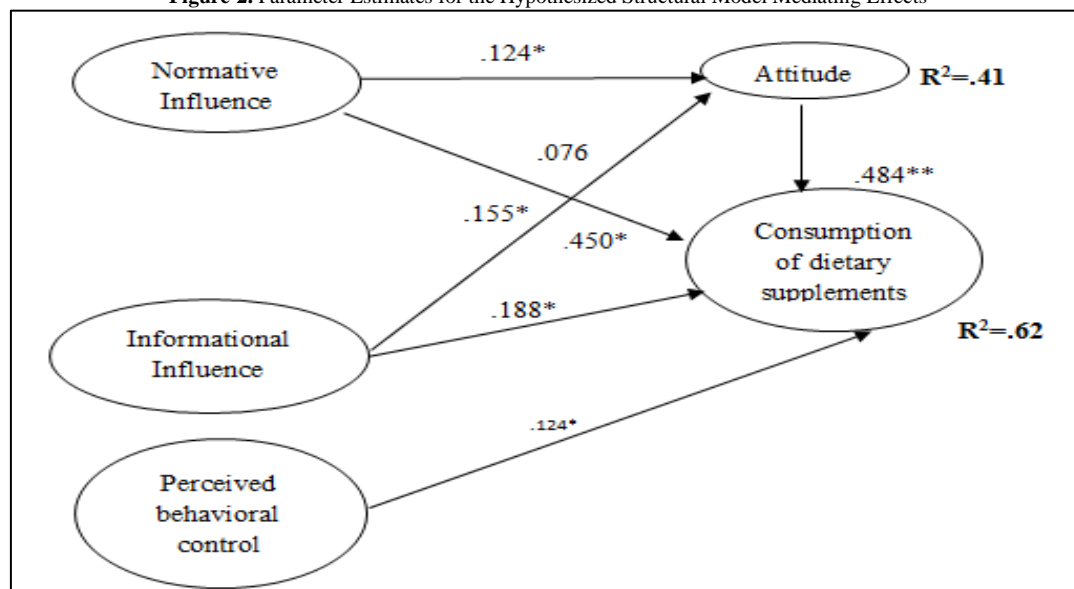 Figure 2. Parameter Estimates for the Hypothesized Structural Model Mediating Effects
Normative
Influence
.124*
Attitude
R²=.41
.076
.484**
.155*
.450*
Consumption
of dietary
supplements
.188*
R²=.62
Informational
Influence
.124*
Perceived
behavioral
control